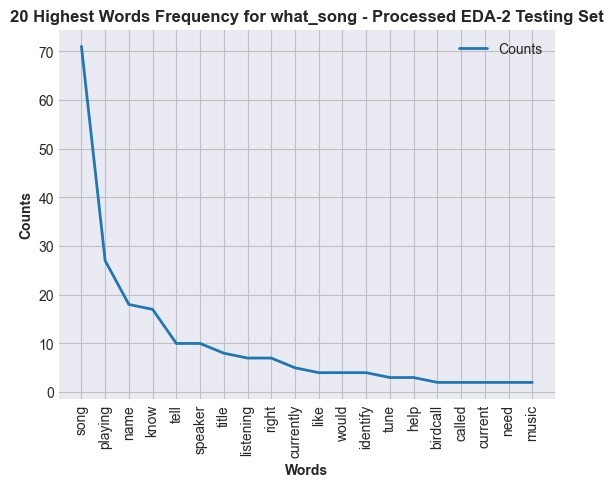 20 Highest Words Frequency for what_song - Processed EDA-2 Testing Set
Counts
70
60
50
40
30
20
10
0
Counts
song
playing
name
know
tell
speaker
title
listening
right
currently
like
would
identify
tune
help
birdcall
called
current
need
music
Words